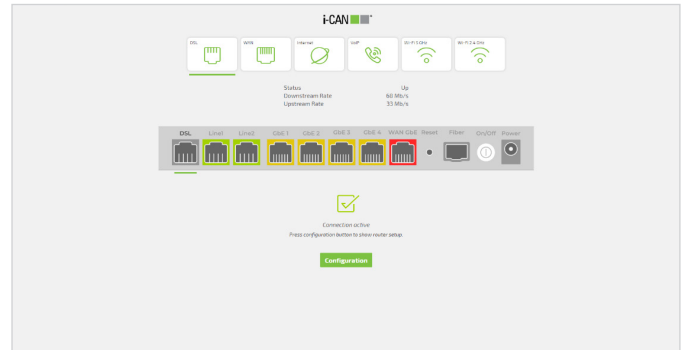 i-CAN
DSL WAN Internet VoIP Wi-Fi 5 GHz Wi-Fi 2.4 GHz
Status Up
Downstream Rate 60 Mb/s
Upstream Rate 35 Mb/s
DSL Line1 Line2 GbE 1 GbE 2 GbE 3 GbE 4 WAN GbE Reset Fiber On/Off Power
Connection active
Press configuration button to show router setup.
Configuration